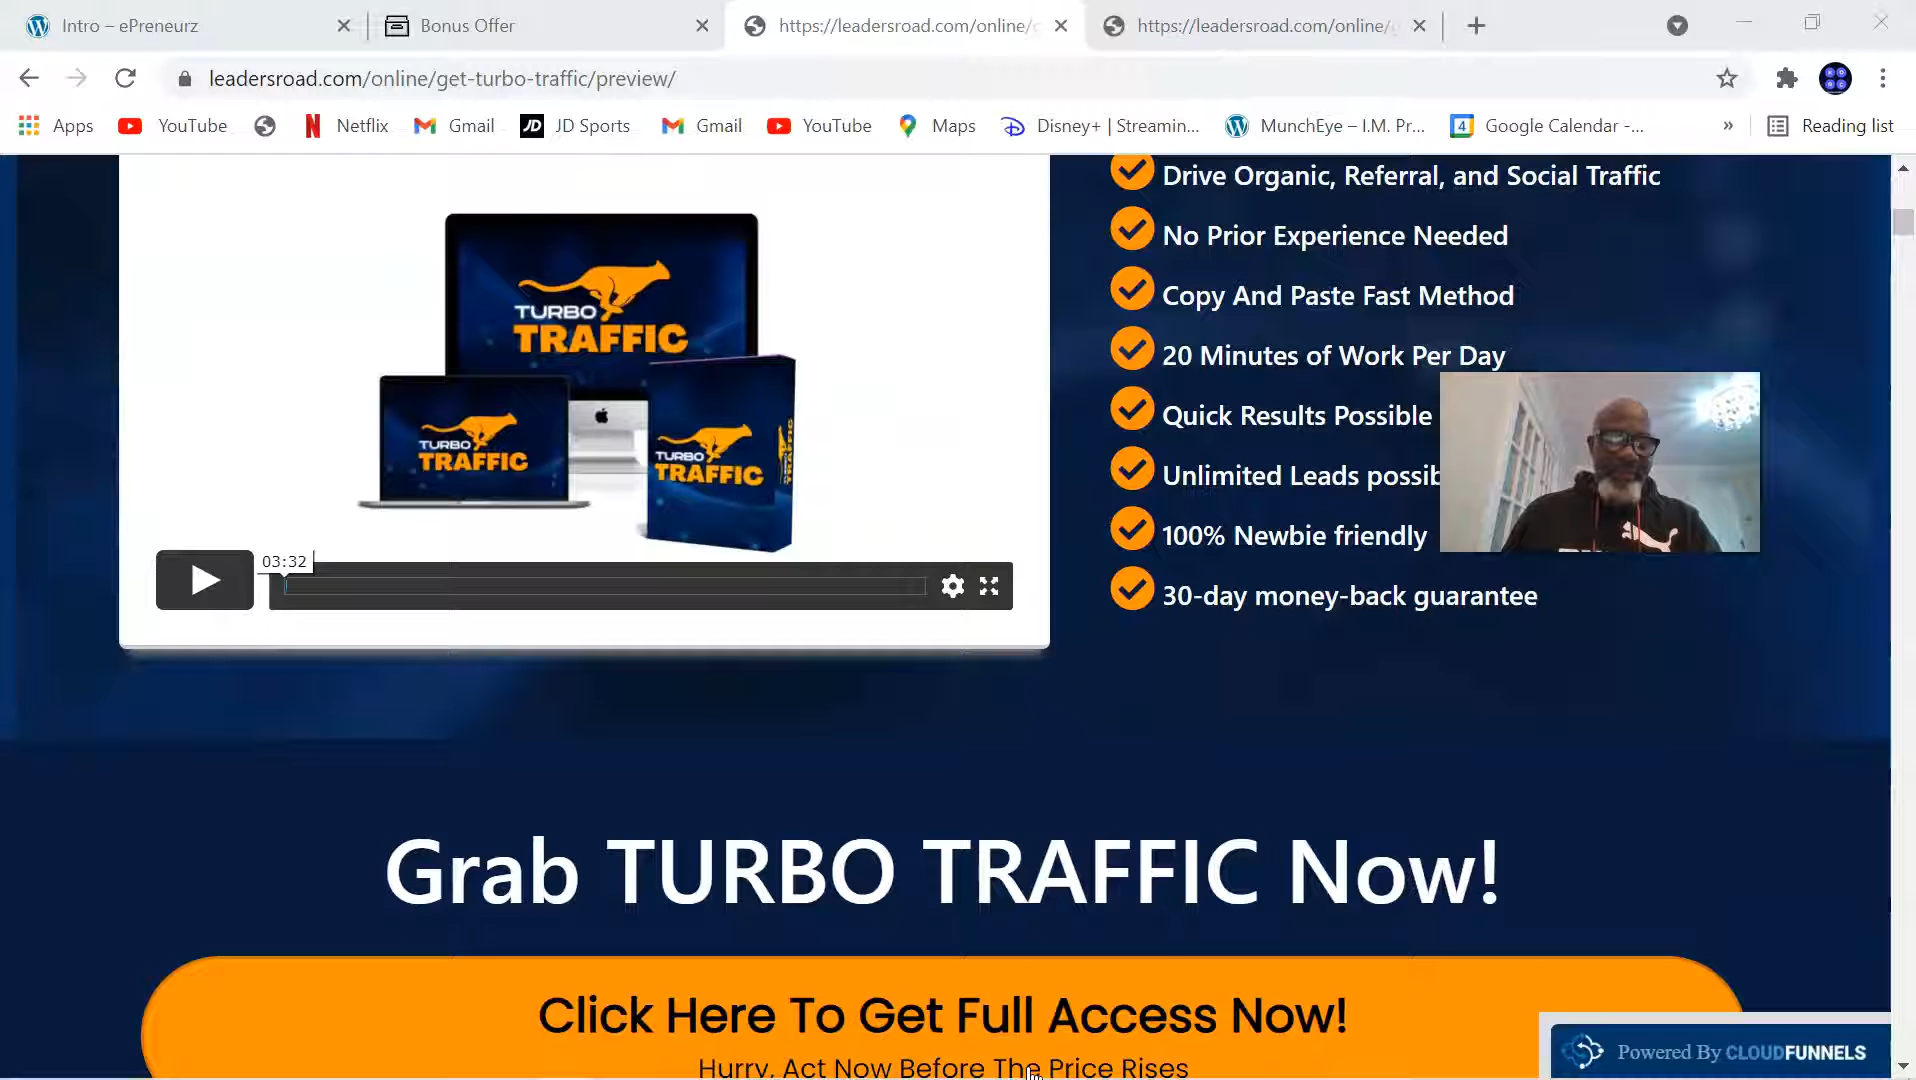 Intro – ePreneurz
Bonus Offer
https://leadersroad.com/online/
https://leadersroad.com/online/
leadersroad.com/online/get-turbo-traffic/preview/
Apps
YouTube
Netflix
Gmail
JD
JD Sports
Gmail
YouTube
Maps
Disney+ | Streamin...
MunchEye – I.M. Pr...
4
Google Calendar -...
»
Reading list
TURBO
TRAFFIC
TURBO
TRAFFIC
TURBO
TRAFFIC
03:32
Drive Organic, Referral, and Social Traffic
No Prior Experience Needed
Copy And Paste Fast Method
20 Minutes of Work Per Day
Quick Results Possible
Unlimited Leads possib
100% Newbie friendly
30-day money-back guarantee
Grab TURBO TRAFFIC Now!
Click Here To Get Full Access Now!
Hurry, Act Now Before The Price Rises
Powered By CLOUDFUNNELS